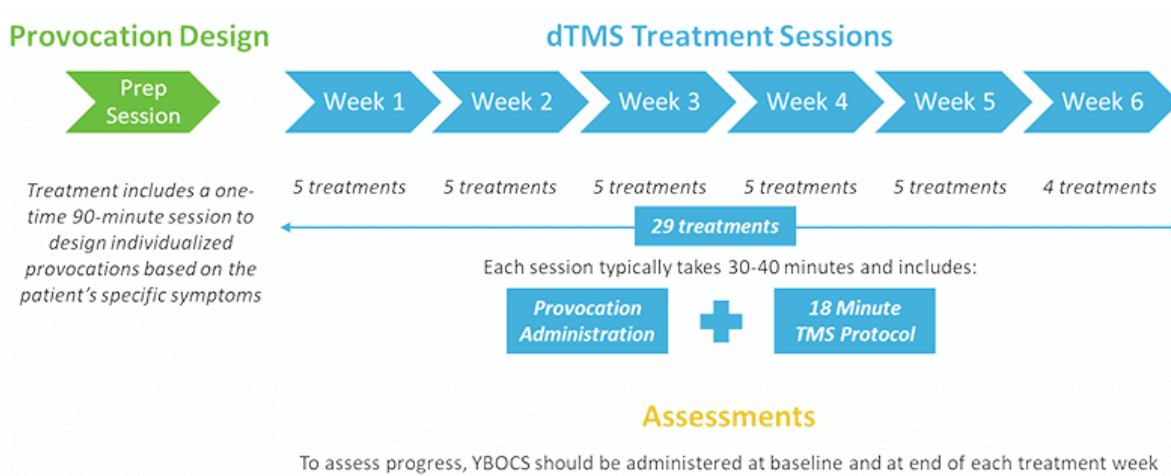 Provocation Design
dTMS Treatment Sessions
Prep
Session
Week 1
Week 2
Week 3
Week 4
Week 5
Week 6
Treatment includes a one-
time 90-minute session to
design individualized
provocations based on the
patient's specific symptoms
5 treatments
5 treatments
5 treatments
5 treatments
5 treatments
4 treatments
29 treatments
Each session typically takes 30-40 minutes and includes:
Provocation
Administration
18 Minute
TMS Protocol
Assessments
To assess progress, YBOCS should be administered at baseline and at end of each treatment week